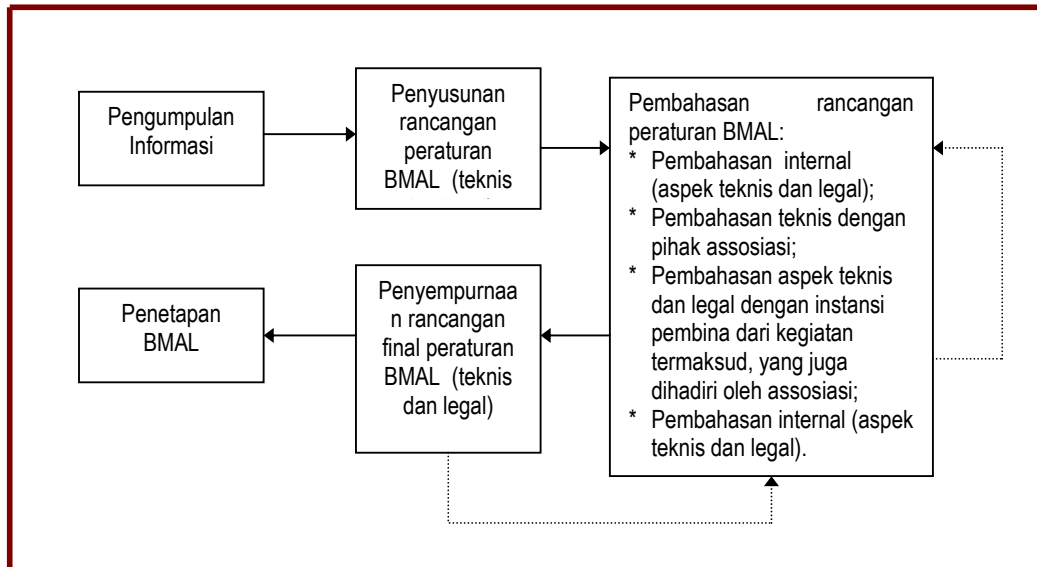 Pengumpulan
Informasi
Penyusunan
rancangan
peraturan
BMAL (teknis
Pembahasan rancangan
peraturan BMAL:
* Pembahasan internal
(aspek teknis dan legal);
* Pembahasan teknis dengan
pihak assosiasi;
* Pembahasan aspek teknis
dan legal dengan instansi
pembina dari kegiatan
termaksud, yang juga
dihadiri oleh assosiasi;
* Pembahasan internal (aspek
teknis dan legal).
Penyempurnaa
n rancangan
final peraturan
BMAL (teknis
dan legal)
Penetapan
BMAL